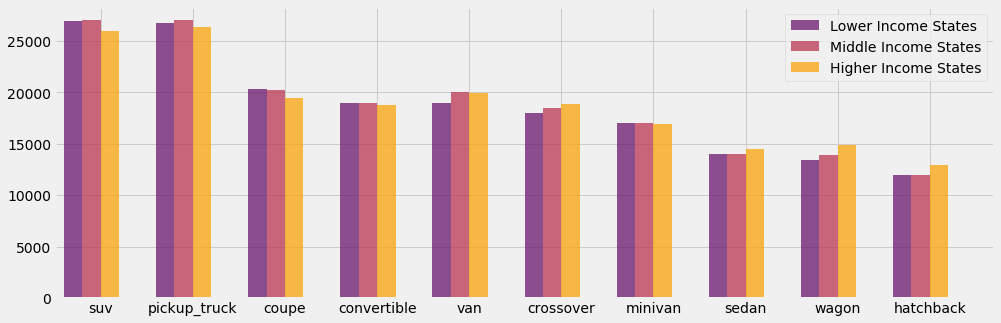 Lower Income States
Middle Income States
Higher Income States
25000
20000
15000
10000
5000
0
suv pickup_truck coupe convertible van crossover minivan sedan wagon hatchback